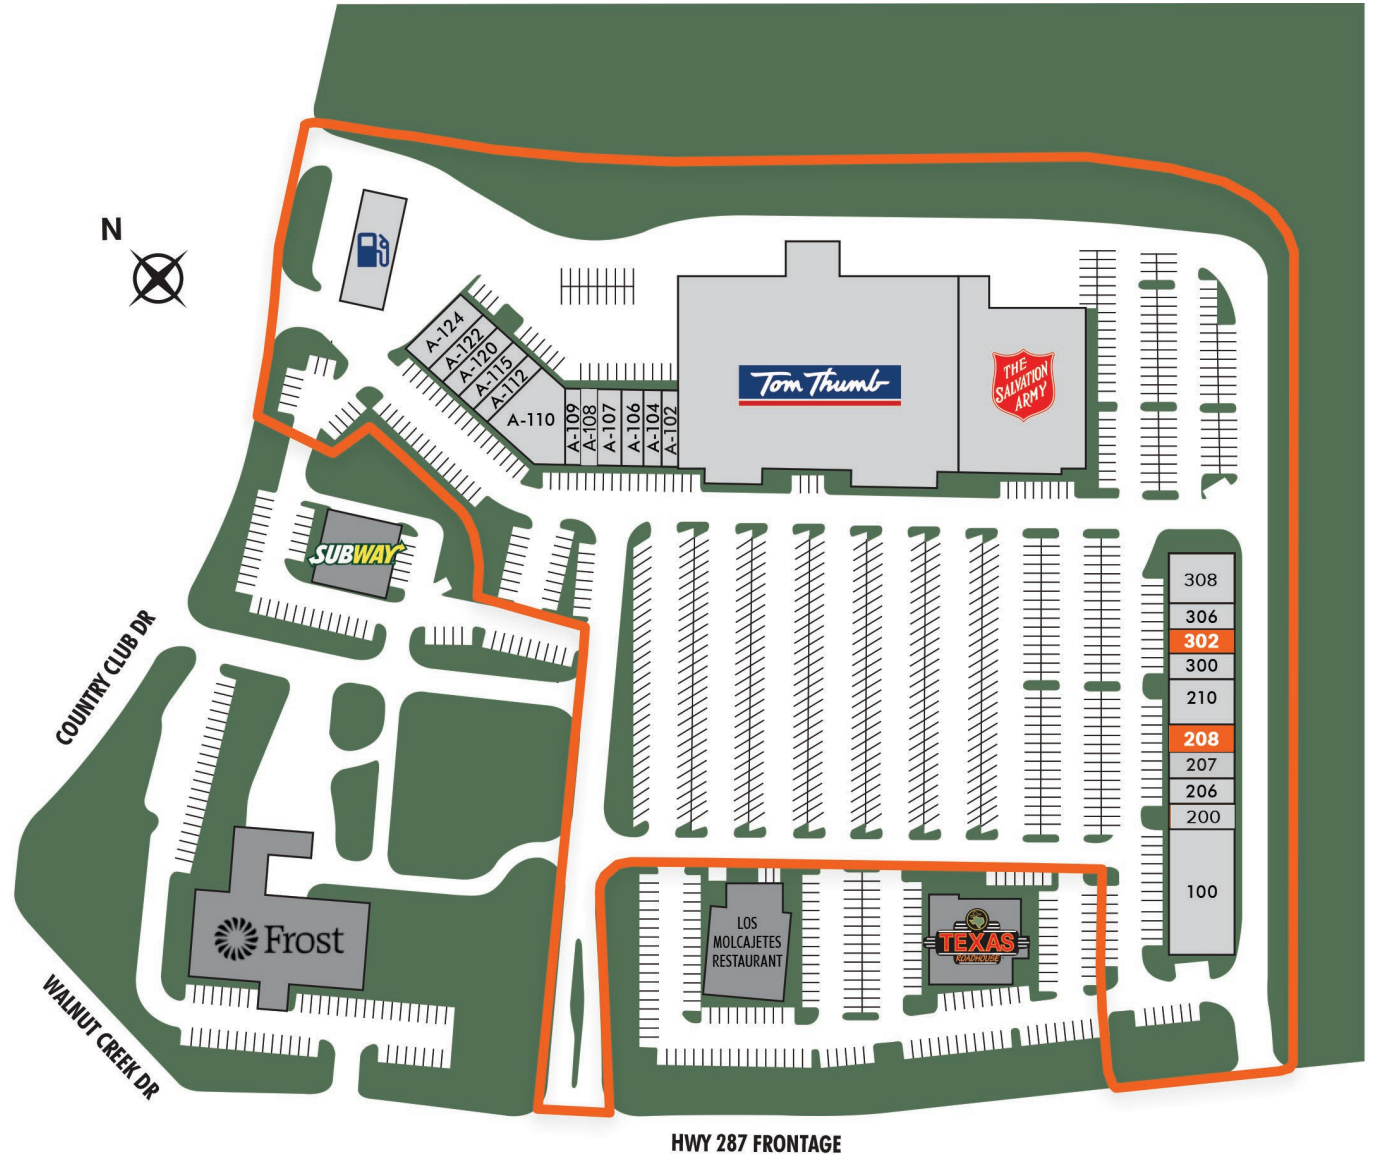 N
A-124
A-122
A-120
A-115
A-112
A-110
A-109
A-108
A-107
A-106
A-104
A-102
Tom Thumb
THE
SALVATION
ARMY
SUBWAY
308
306
302
300
210
208
207
206
200
100
COUNTRY CLUB DR
Frost
LOS
MOLCAJETES
RESTAURANT
TEXAS
ROADHOUSE
WALNUT CREEK DR
HWY 287 FRONTAGE